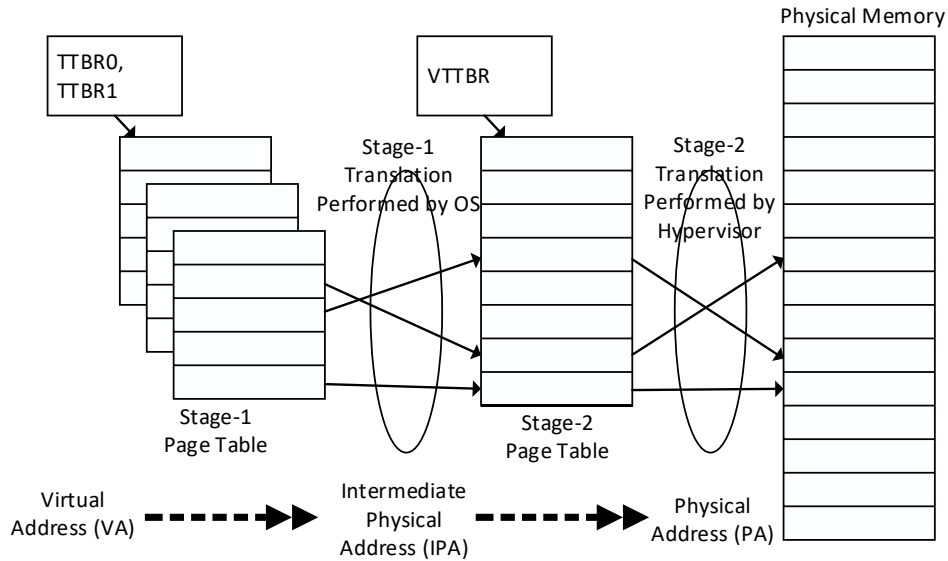 Physical Memory
TTBR0,
TTBR1
VTTBR
Stage-1
Translation
Performed by OS
Stage-2
Translation
Performed by
Hypervisor
Stage-1
Page Table
Stage-2
Page Table
Virtual
Address (VA)
Intermediate
Physical
Address (IPA)
Physical
Address (PA)